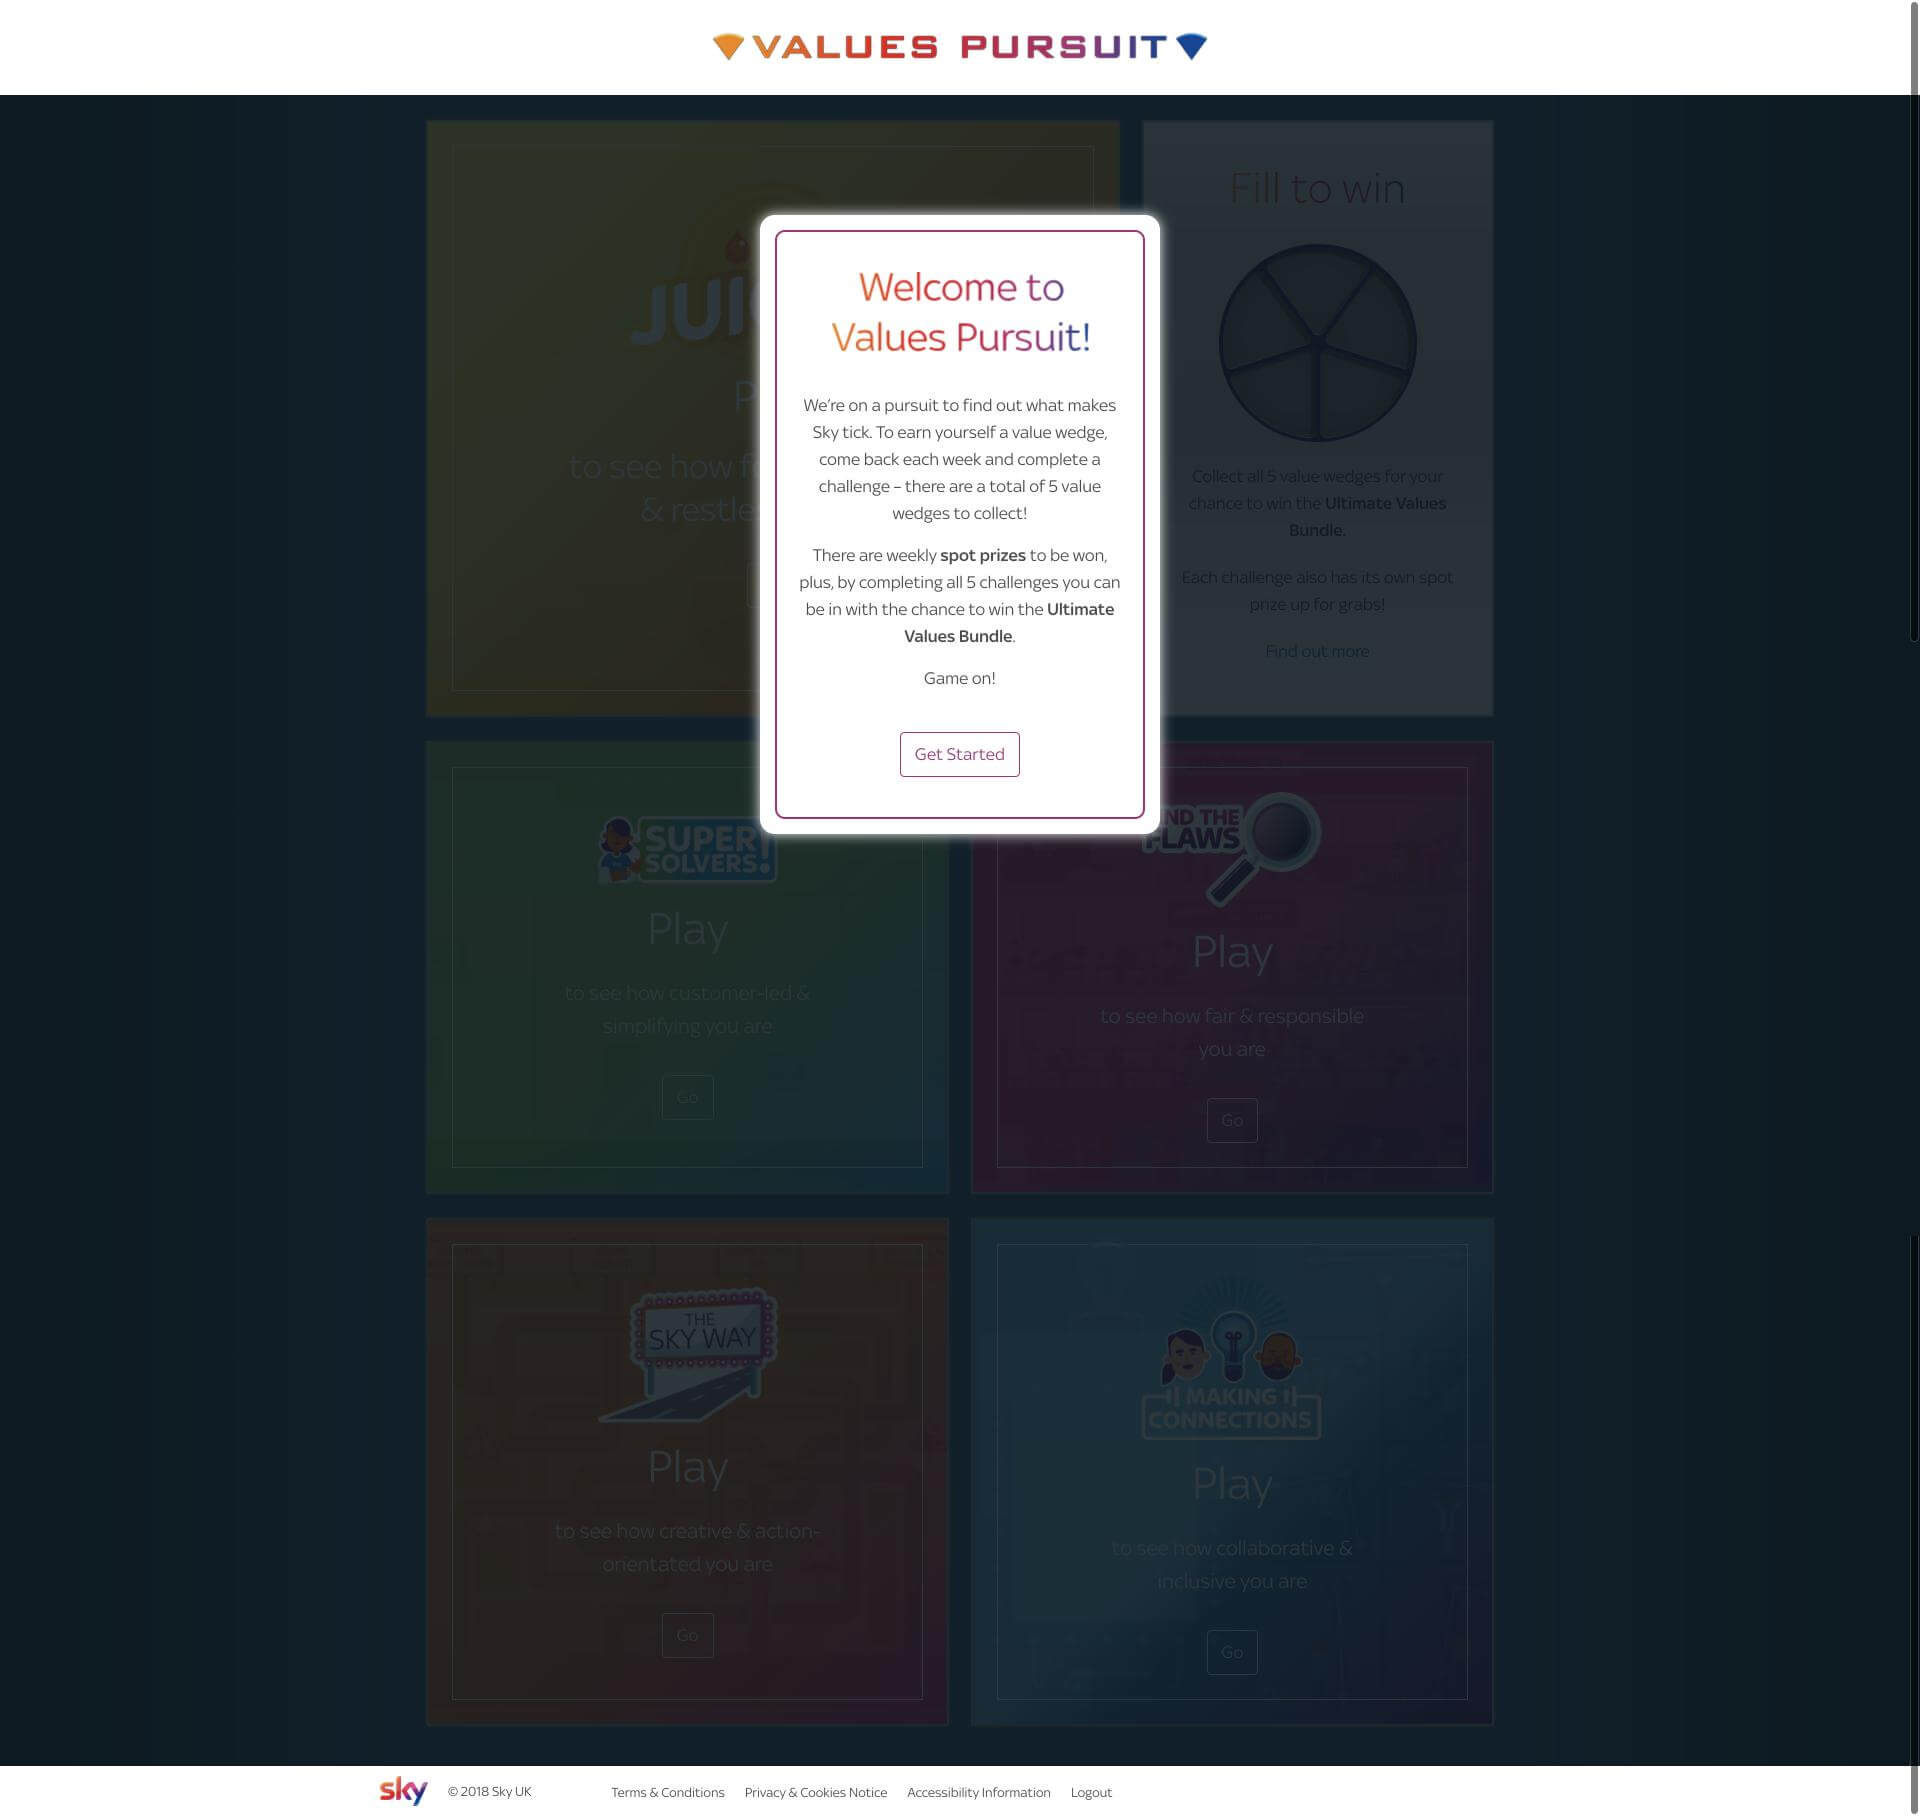 VALUES PURSUIT
Fill to win
Welcome to
Values Pursuit!
We're on a pursuit to find out what makes
Sky tick. To earn yourself a value wedge,
come back each week and complete a
challenge – there are a total of 5 value
wedges to collect!
There are weekly spot prizes to be won,
plus, by completing all 5 challenges you can
be in with the chance to win the Ultimate
Values Bundle.
Game on!
Get Started
to see how
& restle
Collect all 5 value wedges for your
chance to win the Ultimate Values
Bundle.
Each challenge also has its own spot
prize up for grabs!
Find out more
SUPER
SOLVERS!
Play
to see how customer-led &
simplifying you are
Go
ND THE
FLAWS
Play
to see how fair & responsible
you are
Go
THE
SKY WAY
Play
to see how creative & action-
orientated you are
Go
MAKING
CONNECTIONS
Play
to see how collaborative &
inclusive you are
Go
sky © 2018 Sky UK Terms & Conditions Privacy & Cookies Notice Accessibility Information Logout